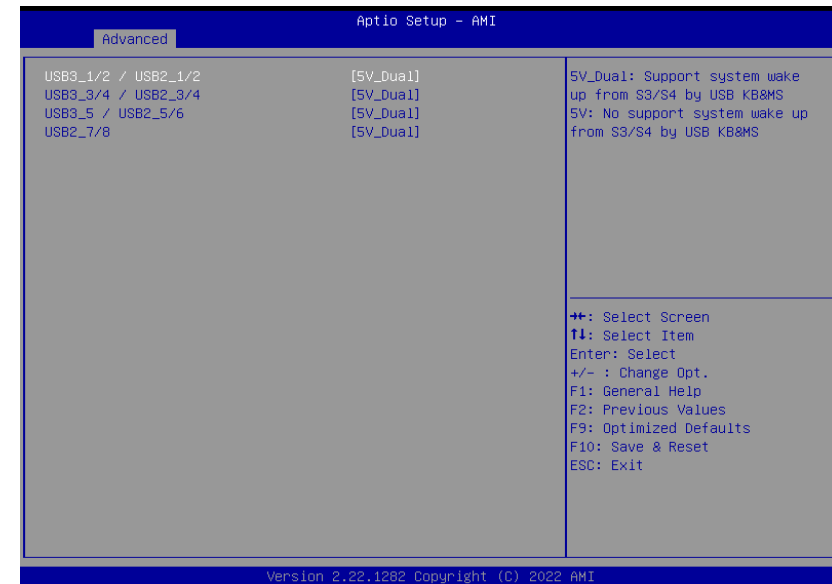 Aptio Setup – AMI
Advanced
USB3_1/2 / USB2_1/2 [5V_Dual]
USB3_3/4 / USB2_3/4 [5V_Dual]
USB3_5 / USB2_5/6 [5V_Dual]
USB2_7/8 [5V_Dual]
5V_Dual: Support system wake
up from S3/S4 by USB KB&MS
5V: No support system wake up
from S3/S4 by USB KB&MS
→←: Select Screen
↑↓: Select Item
Enter: Select
+/- : Change Opt.
F1: General Help
F2: Previous Values
F9: Optimized Defaults
F10: Save & Reset
ESC: Exit
Version 2.22.1282 Copyright (C) 2022 AMI